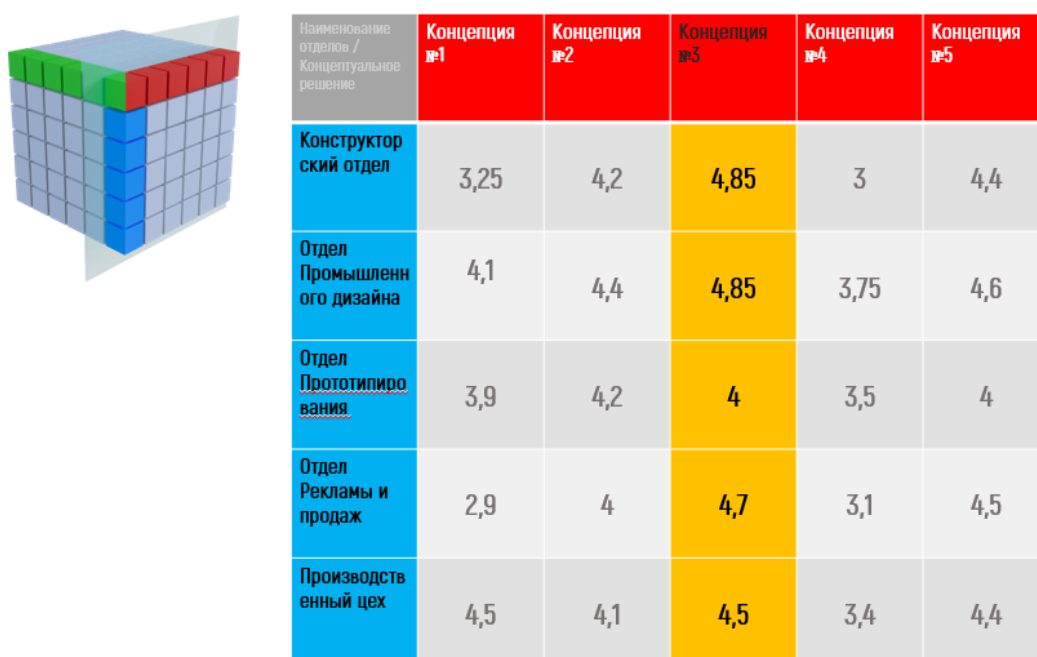 Наименование
отделов /
Концептуальное
решение
Концепция
№1
Концепция
№2
Концепция
№3
Концепция
№4
Концепция
№5
Конструктор
ский отдел
3,25
4,2
4,85
3
4,4
Отдел
Промышленн
ого дизайна
4,1
4,4
4,85
3,75
4,6
Отдел
Прототипиро
вания
3,9
4,2
4
3,5
4
Отдел
Рекламы и
продаж
2,9
4
4,7
3,1
4,5
Производств
енный цех
4,5
4,1
4,5
3,4
4,4